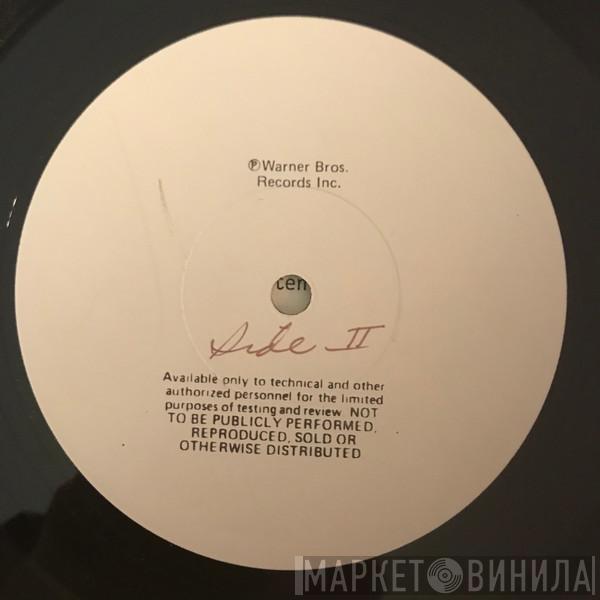 ℗Warner Bros.
Records Inc.
cen
Side II
Available only to technical and other
authorized personnel for the limited
purposes of testing and review. NOT
TO BE PUBLICLY PERFORMED,
REPRODUCED, SOLD OR
OTHERWISE DISTRIBUTED
МАРКЕТ ВИНИЛА